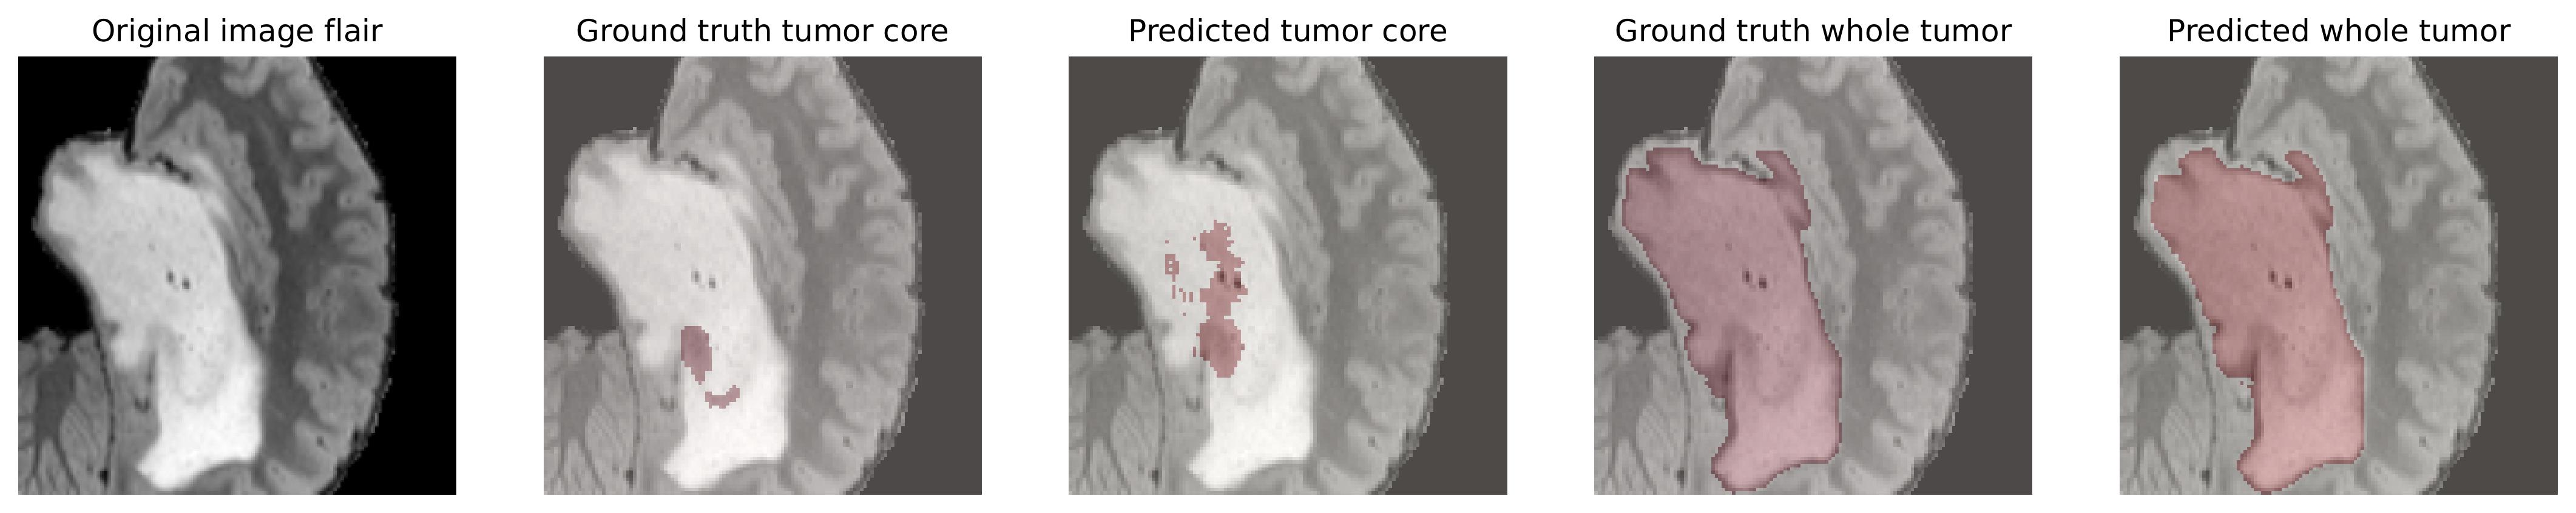 Original image flair
Ground truth tumor core
Predicted tumor core
Ground truth whole tumor
Predicted whole tumor